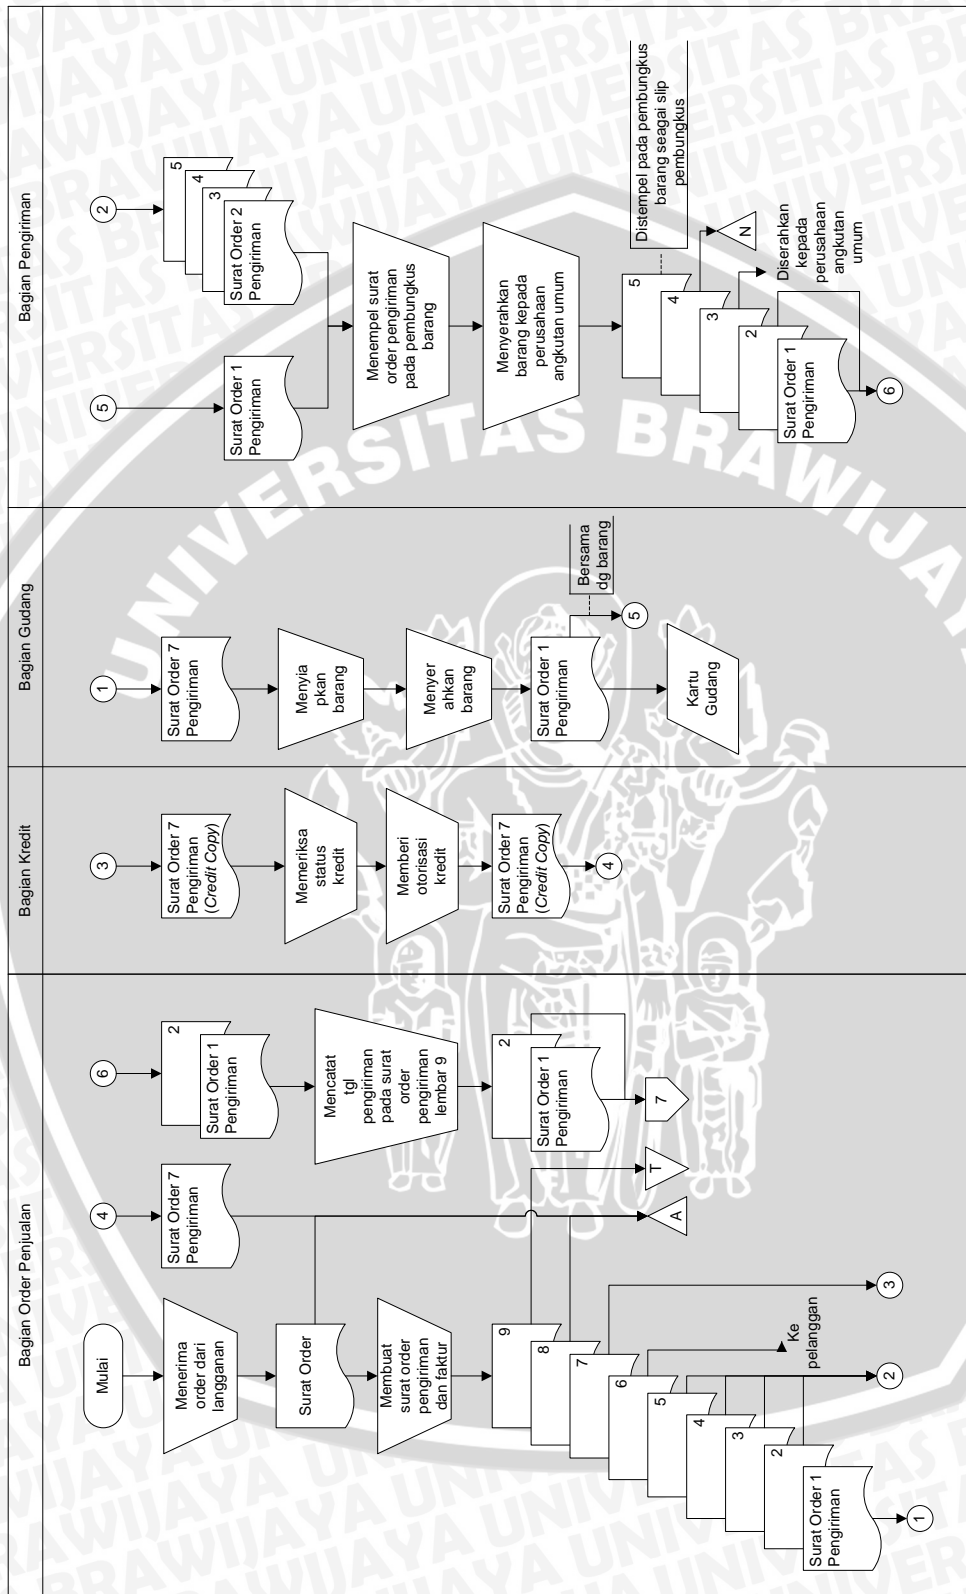 Bagian Order Penjualan
Bagian Kredit
Bagian Gudang
Bagian Pengiriman
Mulai
Menerima
order dari
langganan
Surat Order
Membuat
surat order
pengiriman
dan faktur
9
8
7
6
5
4
3
2
Surat Order 1
Pengiriman
1
Ke
pelanggan
2
3
4
Surat Order 7
Pengiriman
A
T
6
2
Surat Order 1
Pengiriman
Mencatat
tgl
pengiriman
pada surat
order
pengiriman
lembar 9
2
Surat Order 1
Pengiriman
7
3
Surat Order 7
Pengiriman
(Credit Copy)
Memeriksa
status
kredit
Memberi
otorisasi
kredit
Surat Order 7
Pengiriman
(Credit Copy)
4
1
Surat Order 7
Pengiriman
Menyia
pkan
barang
Menyer
ahkan
barang
Surat Order 1
Pengiriman
Bersama
dg barang
5
Kartu
Gudang
5
Surat Order 1
Pengiriman
2
5
4
3
Surat Order 2
Pengiriman
Menempel surat
order pengiriman
pada pembungkus
barang
Menyerahkan
barang kepada
perusahaan
angkutan umum
5
4
3
2
Surat Order 1
Pengiriman
Distempel pada pembungkus
barang seagai slip
pembungkus
N
Diserahkan
kepada
perusahaan
angkutan
umum
6
UNIVERSITAS BRAWIJAYA